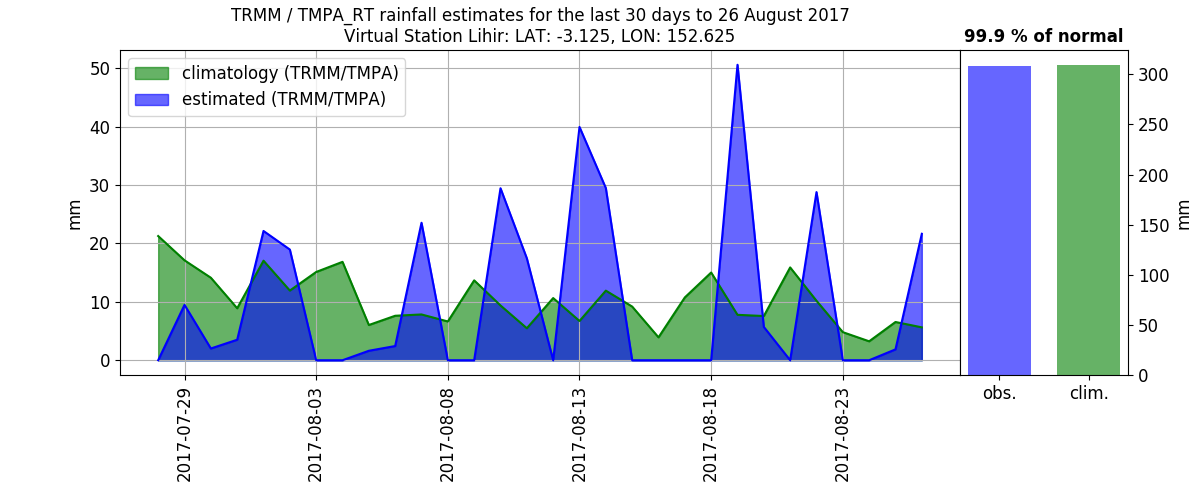 TRMM / TMPA_RT rainfall estimates for the last 30 days to 26 August 2017
Virtual Station Lihir: LAT: -3.125, LON: 152.625
99.9 % of normal
climatology (TRMM/TMPA)
estimated (TRMM/TMPA)
mm
50
40
30
20
10
0
2017-07-29
2017-08-03
2017-08-08
2017-08-13
2017-08-18
2017-08-23
300
250
200
150
100
50
0
mm
obs.
clim.